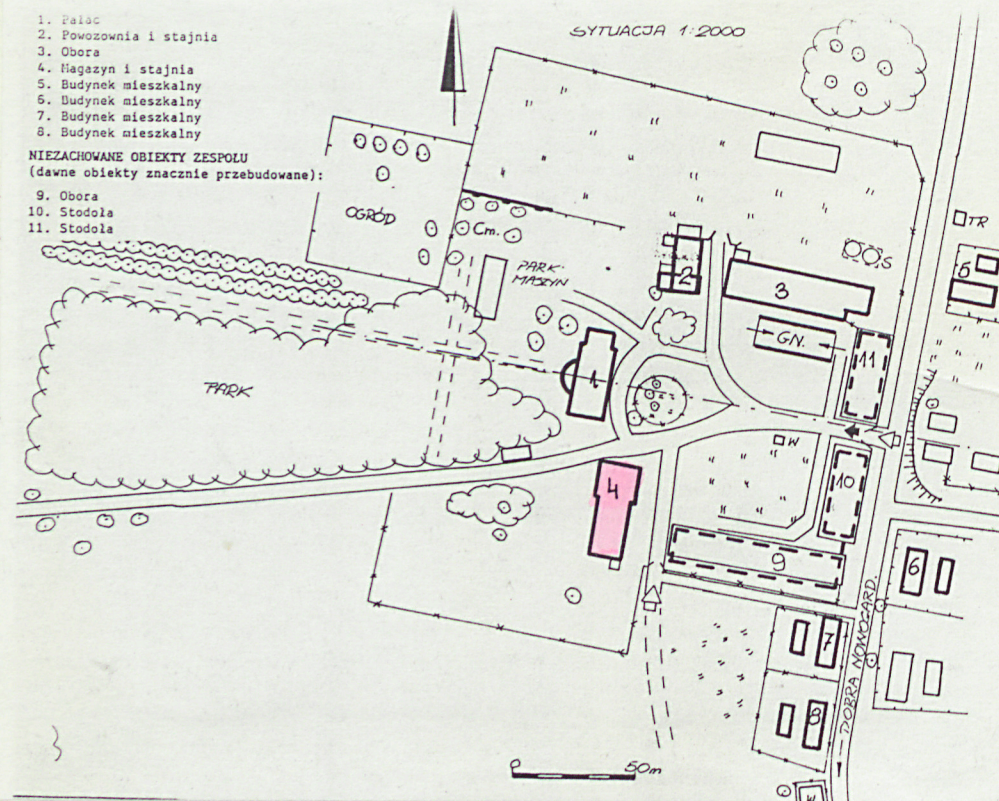 1. Pałac
2. Powozownia i stajnia
3. Obora
4. Magazyn i stajnia
5. Budynek mieszkalny
6. Budynek mieszkalny
7. Budynek mieszkalny
8. Budynek mieszkalny
NIEZACHOWANE OBIEKTY ZESPOŁU
(dawne obiekty znacznie przebudowane):
9. Obora
10. Stodoła
11. Stodoła
SYTUACJA 1:2000
OGRÓD
Cm.
PARK
MASZYN
TR
S
5
2
3
GN.
11
1
PARK
W
4
10
9
6
7
8
DOBRA NOWOGARD.
0
50m
W